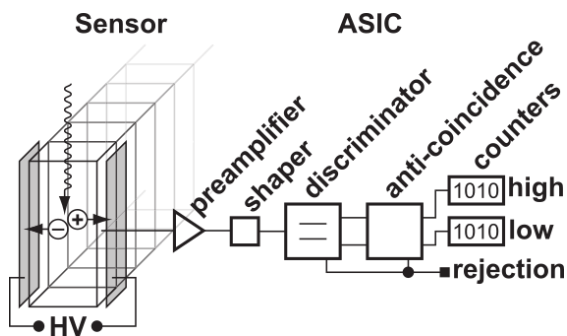 Sensor
ASIC
preamplifier
shaper
discriminator
anti-coincidence
counters
1010 high
1010 low
rejection
− +
HV